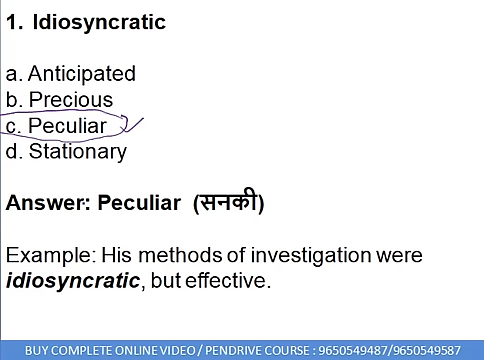 1. Idiosyncratic
a. Anticipated
b. Precious
c. Peculiar
d. Stationary
Answer: Peculiar (सनकी)
Example: His methods of investigation were
idiosyncratic, but effective.
BUY COMPLETE ONLINE VIDEO / PENDRIVE COURSE : 9650549487/9650549587